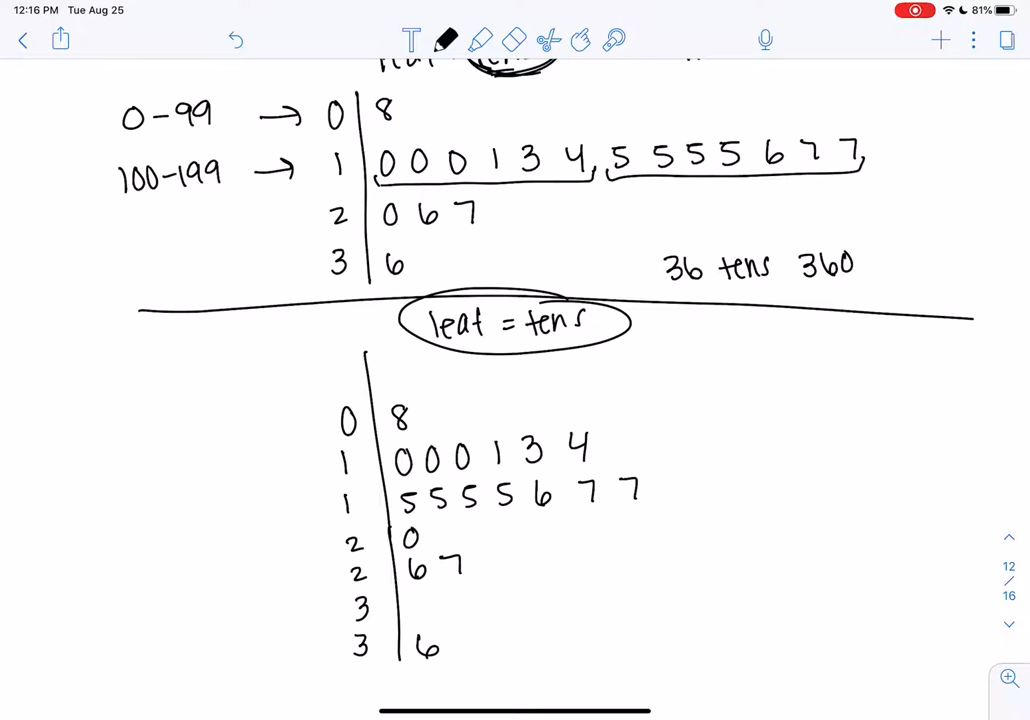 12:16 PM Tue Aug 25
81%
0-99 → 0 | 8
100-199 → 1 | 0 0 0 1 3 4, 5 5 5 5 6 7 7,
2 | 0 6 7
3 | 6
36 tens 360
leaf = tens
0 | 8
1 | 0 0 0 1 3 4
1 | 5 5 5 5 6 7 7
2 | 0
2 | 6 7
3 |
3 | 6
12
/
16